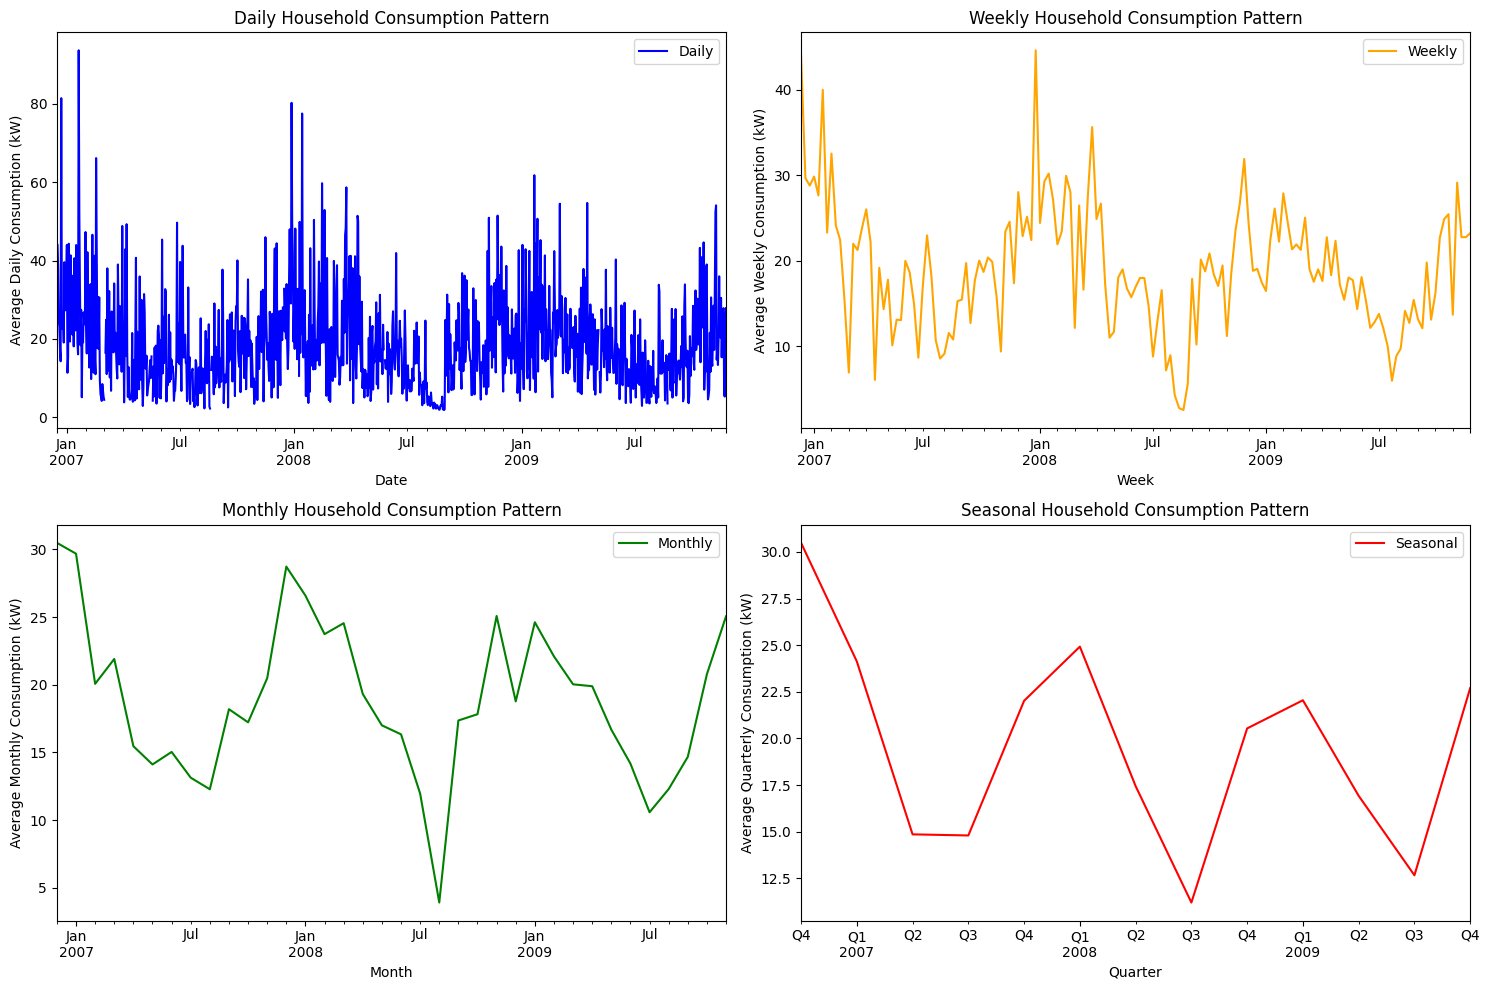 Daily Household Consumption Pattern
Average Daily Consumption (kW)
80
60
40
20
0
Daily
Jan
2007
Jul
Jan
2008
Jul
Jan
2009
Jul
Date
Weekly Household Consumption Pattern
Average Weekly Consumption (kW)
40
30
20
10
Weekly
Jan
2007
Jul
Jan
2008
Jul
Jan
2009
Jul
Week
Monthly Household Consumption Pattern
Average Monthly Consumption (kW)
30
25
20
15
10
5
Monthly
Jan
2007
Jul
Jan
2008
Jul
Jan
2009
Jul
Month
Seasonal Household Consumption Pattern
Average Quarterly Consumption (kW)
30.0
27.5
25.0
22.5
20.0
17.5
15.0
12.5
Seasonal
Q4
Q1
2007
Q2
Q3
Q4
Q1
2008
Q2
Q3
Q4
Q1
2009
Q2
Q3
Q4
Quarter